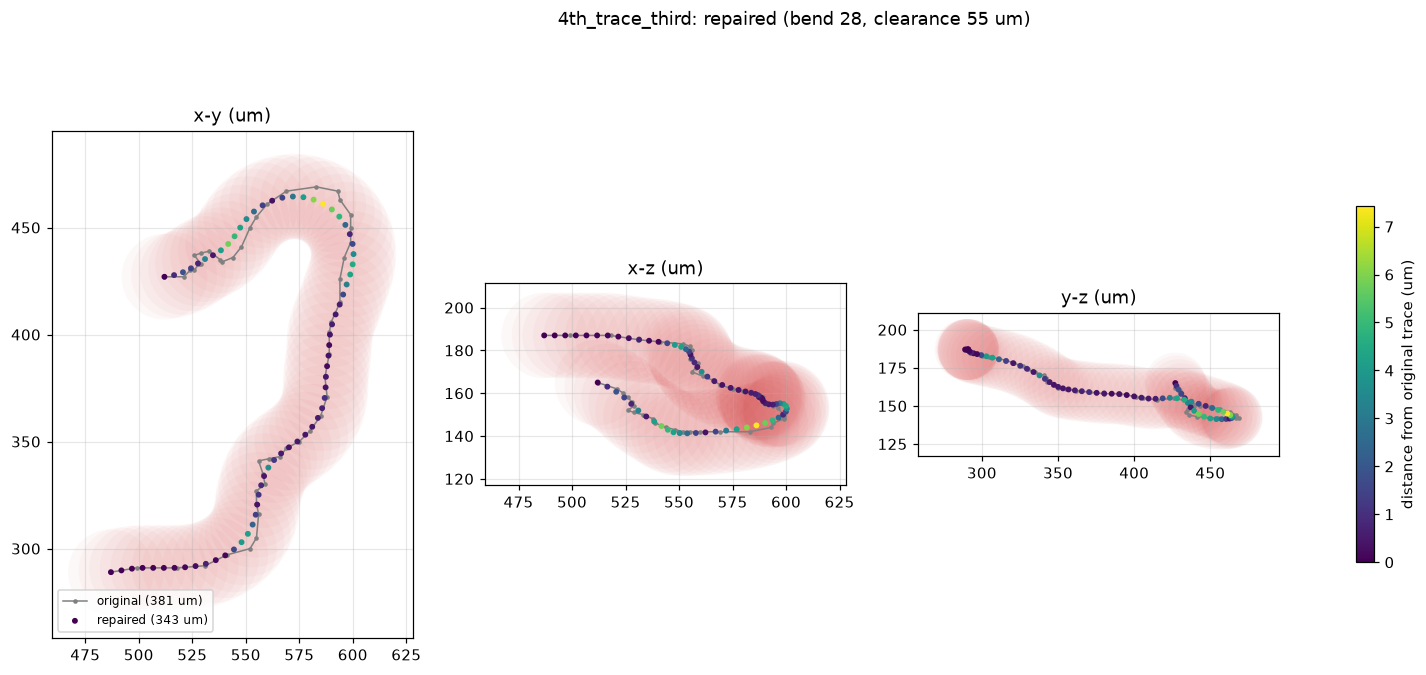 4th_trace_third: repaired (bend 28, clearance 55 um)
x-y (um)
450
400
350
300
475 500 525 550 575 600 625
original (381 um)
repaired (343 um)
x-z (um)
200
180
160
140
120
475 500 525 550 575 600 625
y-z (um)
200
175
150
125
300 350 400 450
7
6
5
4
3
2
1
0
distance from original trace (um)